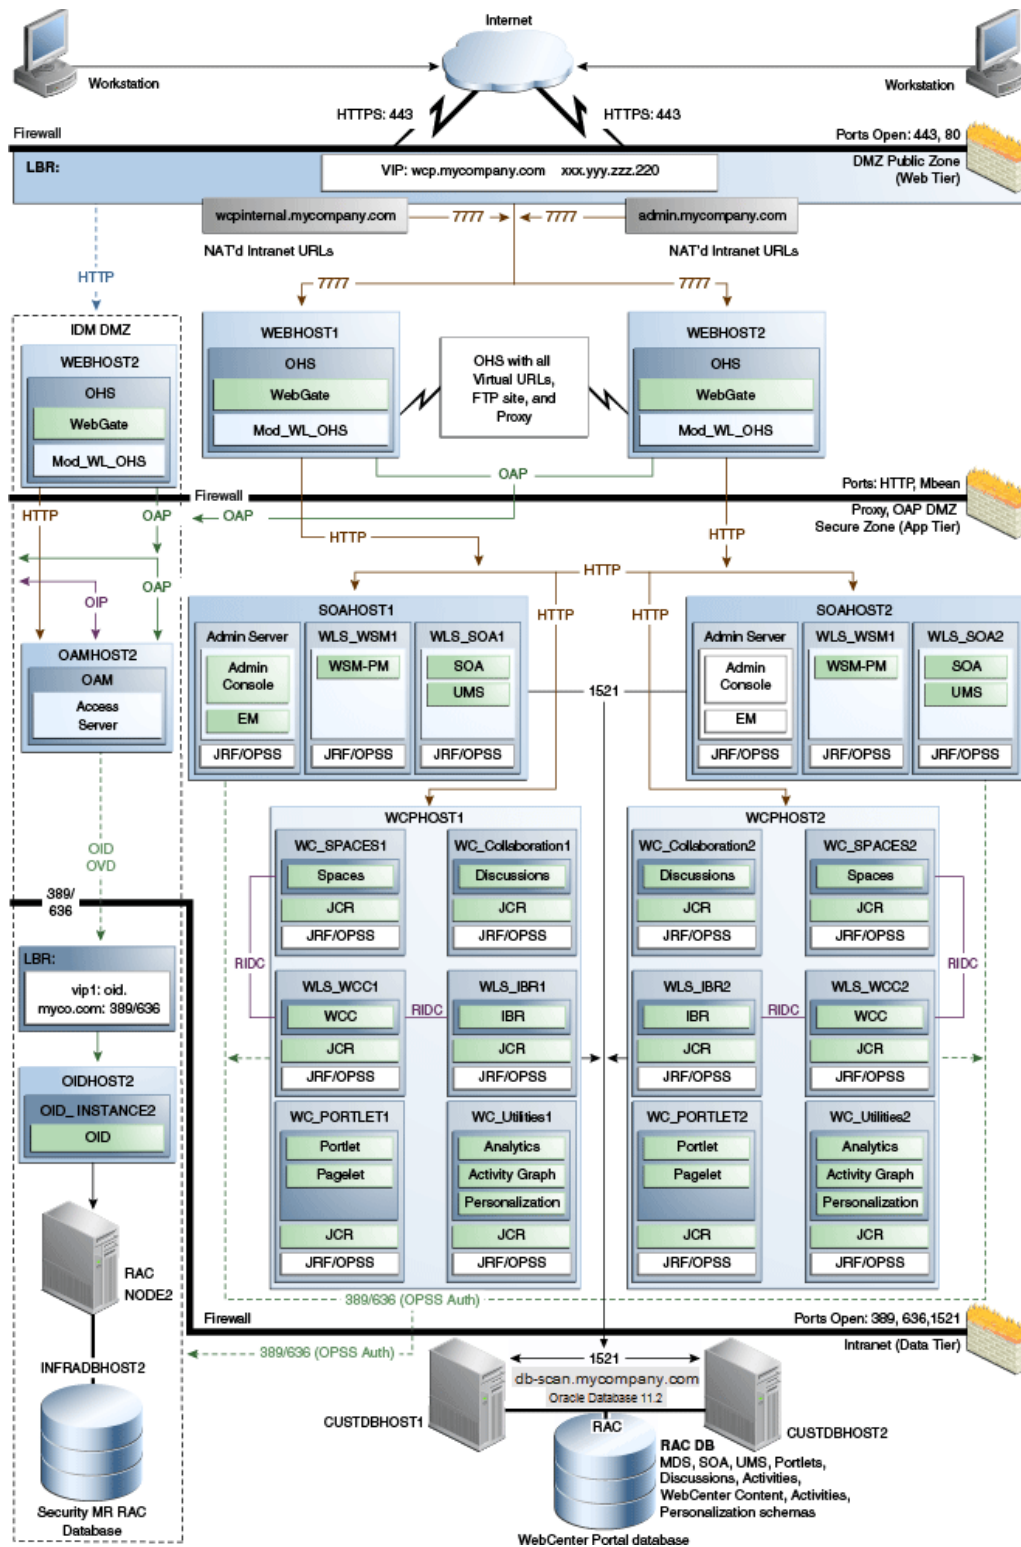 Internet
Workstation
Workstation
HTTPS: 443
HTTPS: 443
Firewall
Ports Open: 443, 80
LBR:
VIP: wcp.mycompany.com xxx.yyy.zzz.220
DMZ Public Zone
(Web Tier)
wcpinternal.mycompany.com
7777
7777
admin.mycompany.com
NAT'd Intranet URLs
NAT'd Intranet URLs
HTTP
7777
7777
IDM DMZ
WEBHOST2
OHS
WebGate
Mod_WL_OHS
WEBHOST1
OHS
WebGate
Mod_WL_OHS
OHS with all
Virtual URLs,
FTP site, and
Proxy
WEBHOST2
OHS
WebGate
Mod_WL_OHS
OAP
Firewall
Ports: HTTP, Mbean
HTTP
OAP
OAP
Proxy, OAP DMZ
Secure Zone (App Tier)
HTTP
HTTP
HTTP
OAP
OIP
HTTP
HTTP
OAMHOST2
OAM
Access
Server
SOAHOST1
Admin Server
Admin
Console
EM
JRF/OPSS
WLS_WSM1
WSM-PM
JRF/OPSS
WLS_SOA1
SOA
UMS
JRF/OPSS
1521
SOAHOST2
Admin Server
Admin
Console
EM
JRF/OPSS
WLS_WSM1
WSM-PM
JRF/OPSS
WLS_SOA2
SOA
UMS
JRF/OPSS
OID
OVD
389/
636
LBR:
vip1: oid.
myco.com: 389/636
OIDHOST2
OID_ INSTANCE2
OID
RAC
NODE2
INFRADBHOST2
Security MR RAC
Database
WCPHOST1
WC_SPACES1
Spaces
JCR
JRF/OPSS
WC_Collaboration1
Discussions
JCR
JRF/OPSS
RIDC
WLS_WCC1
WCC
JCR
JRF/OPSS
RIDC
WLS_IBR1
IBR
JCR
JRF/OPSS
WC_PORTLET1
Portlet
Pagelet
JCR
JRF/OPSS
WC_Utilities1
Analytics
Activity Graph
Personalization
JCR
JRF/OPSS
WCPHOST2
WC_Collaboration2
Discussions
JCR
JRF/OPSS
WC_SPACES2
Spaces
JCR
JRF/OPSS
RIDC
WLS_IBR2
IBR
JCR
JRF/OPSS
RIDC
WLS_WCC2
WCC
JCR
JRF/OPSS
WC_PORTLET2
Portlet
Pagelet
JCR
JRF/OPSS
WC_Utilities2
Analytics
Activity Graph
Personalization
JCR
JRF/OPSS
389/636 (OPSS Auth)
Firewall
Ports Open: 389, 636,1521
Intranet (Data Tier)
389/636 (OPSS Auth)
1521
db-scan.mycompany.com
Oracle Database 11.2
CUSTDBHOST1
RAC
CUSTDBHOST2
RAC DB
MDS, SOA, UMS, Portlets,
Discussions, Activities,
WebCenter Content, Activities,
Personalization schemas
WebCenter Portal database